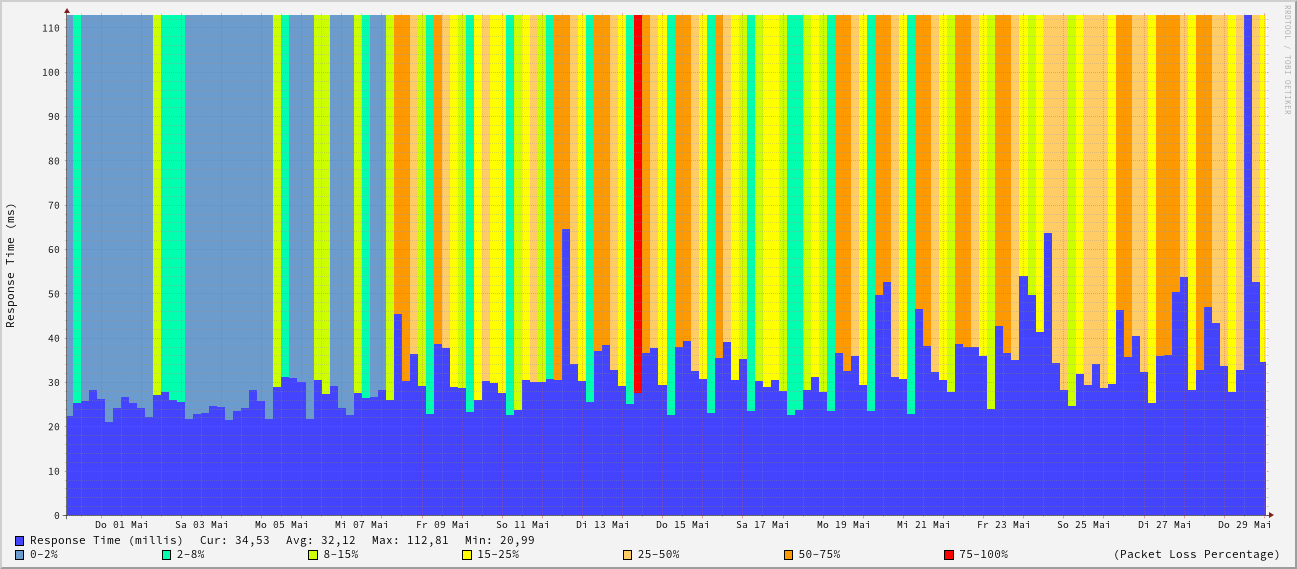 RRDTOOL / TOBI OETIKER
Response Time (ms)
110
100
90
80
70
60
50
40
30
20
10
0
Do 01 Mai Sa 03 Mai Mo 05 Mai Mi 07 Mai Fr 09 Mai So 11 Mai Di 13 Mai Do 15 Mai Sa 17 Mai Mo 19 Mai Mi 21 Mai Fr 23 Mai So 25 Mai Di 27 Mai Do 29 Mai
Response Time (millis) Cur: 34,53 Avg: 32,12 Max: 112,81 Min: 20,99
0-2% 2-8% 8-15% 15-25% 25-50% 50-75% 75-100% (Packet Loss Percentage)